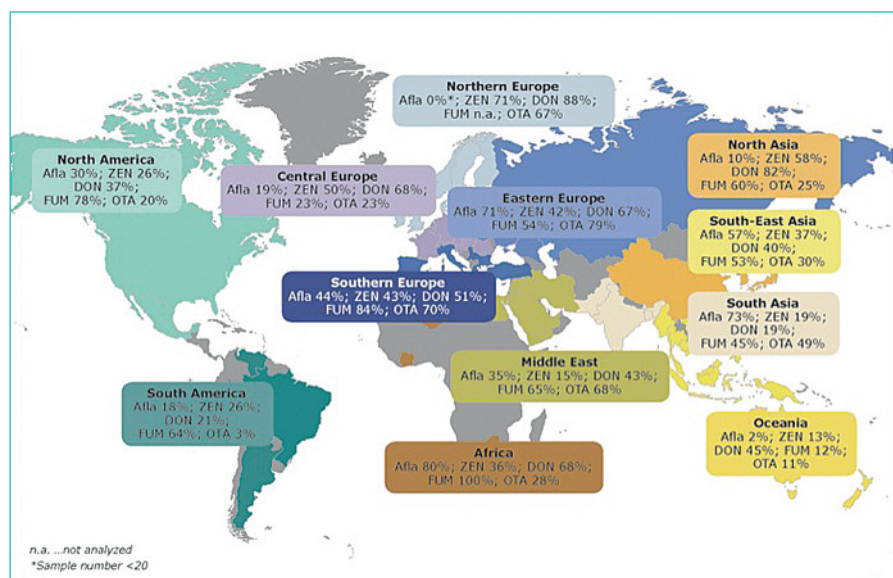 Northern Europe
Afla 0%*; ZEN 71%; DON 88%;
FUM n.a.; OTA 67%
North America
Afla 30%; ZEN 26%;
DON 37%;
FUM 78%; OTA 20%
Central Europe
Afla 19%; ZEN 50%; DON 68%;
FUM 23%; OTA 23%
North Asia
Afla 10%; ZEN 58%;
DON 82%;
FUM 60%; OTA 25%
Eastern Europe
Afla 71%; ZEN 42%; DON 67%;
FUM 54%; OTA 79%
South-East Asia
Afla 57%; ZEN 37%;
DON 40%;
FUM 53%; OTA 30%
Southern Europe
Afla 44%; ZEN 43%; DON 51%;
FUM 84%; OTA 70%
South Asia
Afla 73%; ZEN 19%;
DON 19%;
FUM 45%; OTA 49%
Middle East
Afla 35%; ZEN 15%; DON 43%;
FUM 65%; OTA 68%
South America
Afla 18%; ZEN 26%;
DON 21%;
FUM 64%; OTA 3%
Oceania
Afla 2%; ZEN 13%;
DON 45%; FUM 12%;
OTA 11%
Africa
Afla 80%; ZEN 36%; DON 68%;
FUM 100%; OTA 28%
n.a. ...not analyzed
*Sample number <20